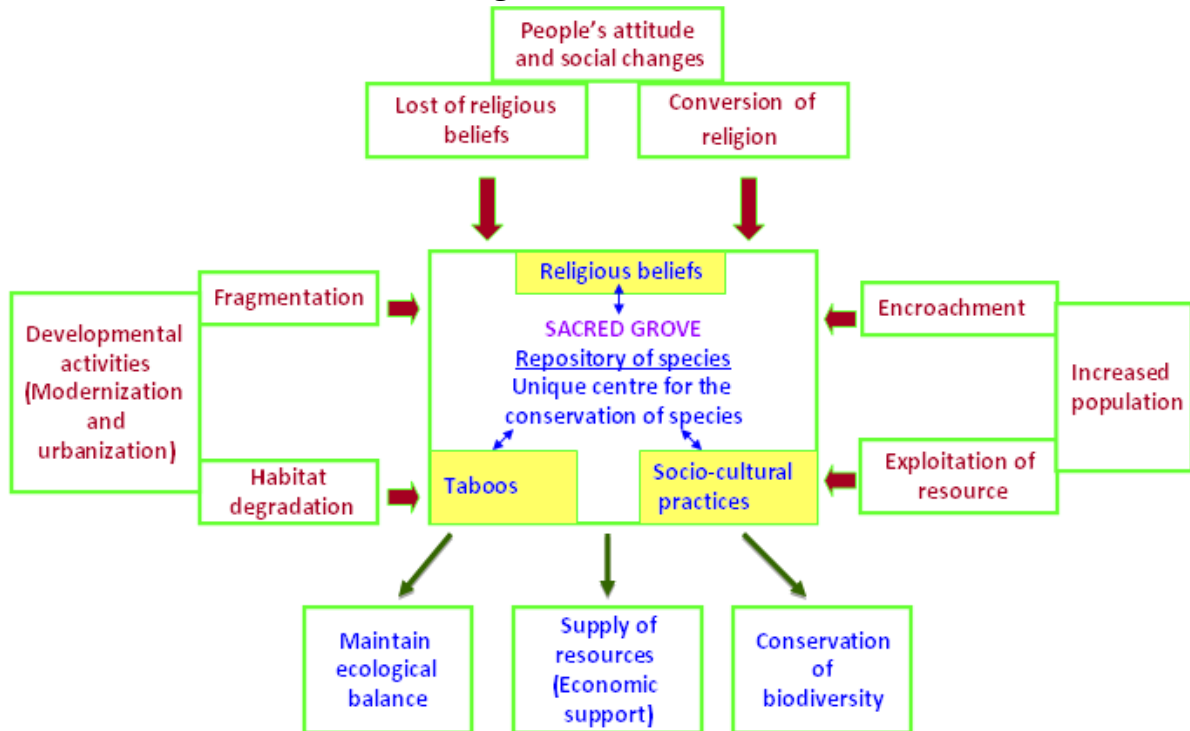 People's attitude
and social changes
Lost of religious
beliefs
Conversion of
religion
Religious beliefs
Fragmentation
Encroachment
Developmental
activities
(Modernization
and
urbanization)
SACRED GROVE
Repository of species
Unique centre for the
conservation of species
Increased
population
Habitat
degradation
Taboos
Socio-cultural
practices
Exploitation of
resource
Maintain
ecological
balance
Supply of
resources
(Economic
support)
Conservation
of
biodiversity